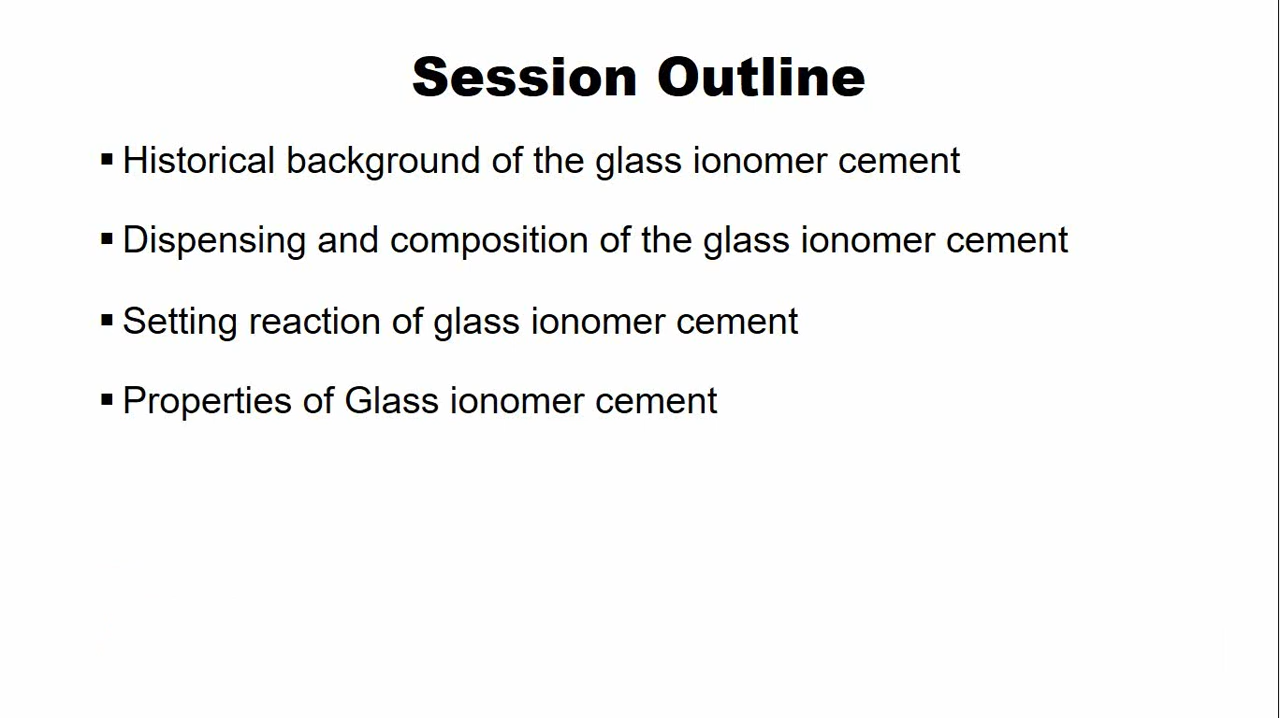 Session Outline
▪ Historical background of the glass ionomer cement
▪ Dispensing and composition of the glass ionomer cement
▪ Setting reaction of glass ionomer cement
▪ Properties of Glass ionomer cement